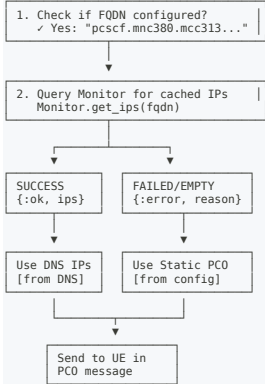 1. Check if FQDN configured?
✓ Yes: "pcscf.mnc380.mcc313..."
2. Query Monitor for cached IPs
Monitor.get_ips(fqdn)
SUCCESS
{:ok, ips}
FAILED/EMPTY
{:error, reason}
Use DNS IPs
[from DNS]
Use Static PCO
[from config]
Send to UE in
PCO message